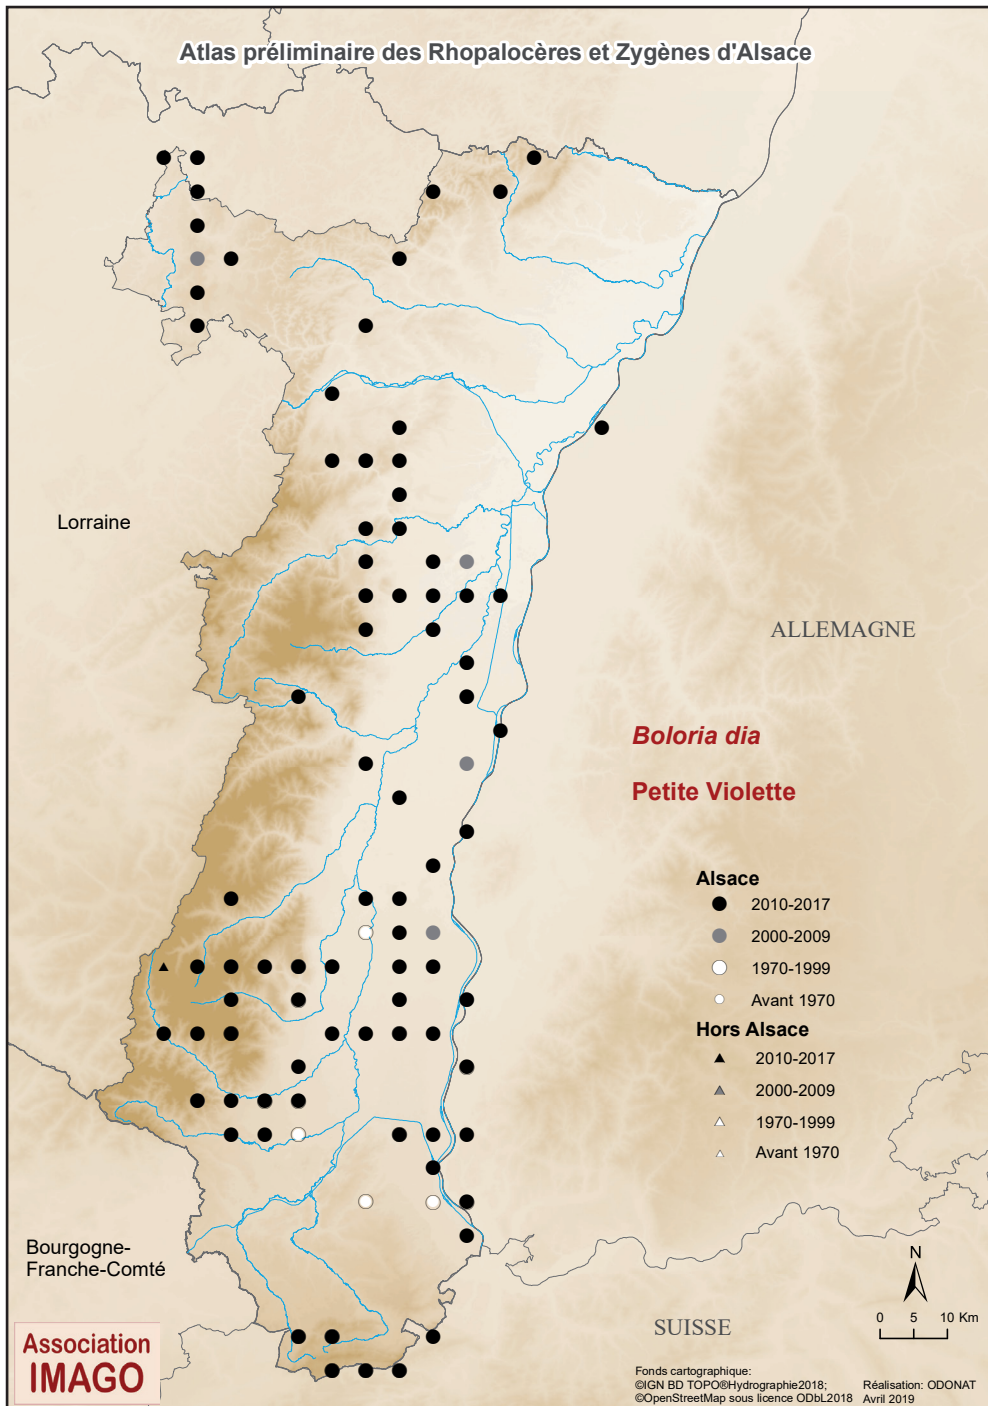 Atlas préliminaire des Rhopalocères et Zygènes d'Alsace
Lorraine
ALLEMAGNE
Boloria dia
Petite Violette
Alsace
2010-2017
2000-2009
1970-1999
Avant 1970
Hors Alsace
2010-2017
2000-2009
1970-1999
Avant 1970
Bourgogne-
Franche-Comté
N
0 5 10 Km
SUISSE
Association
IMAGO
Fonds cartographique:
©IGN BD TOPO®Hydrographie2018;
©OpenStreetMap sous licence ODbL2018
Réalisation: ODONAT
Avril 2019